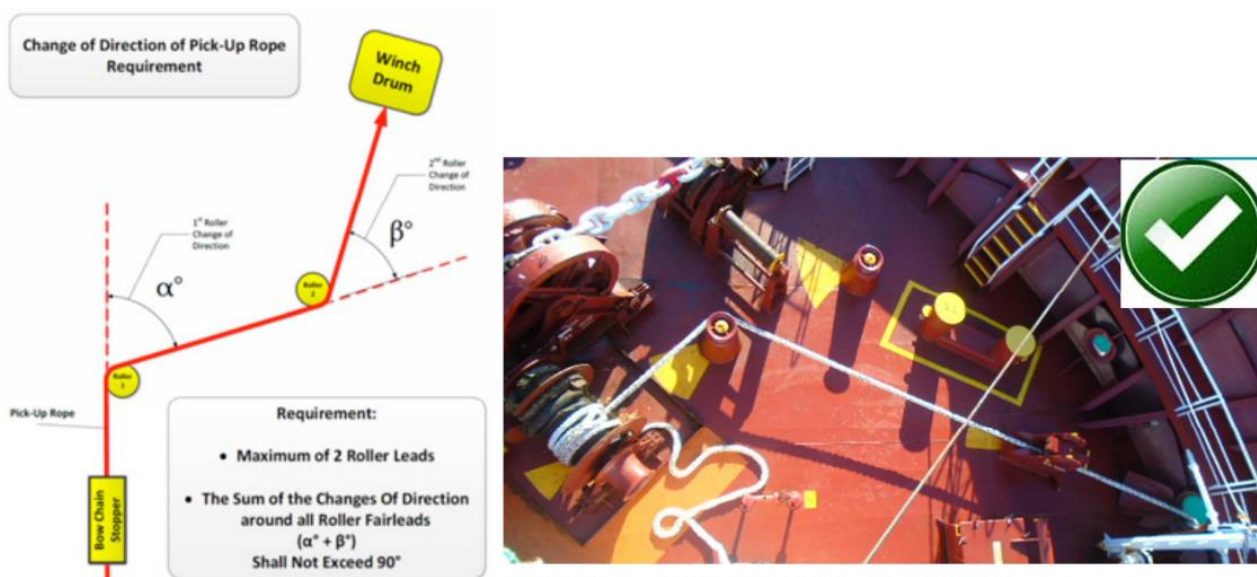 Change of Direction of Pick-Up Rope
Requirement
Winch
Drum
2nd Roller
Change of
Direction
β°
1st Roller
Change of
Direction
α°
Roller
2
Roller
1
Pick-Up Rope
Bow Chain
Stopper
Requirement:
• Maximum of 2 Roller Leads
• The Sum of the Changes Of Direction
around all Roller Fairleads
(α° + β°)
Shall Not Exceed 90°